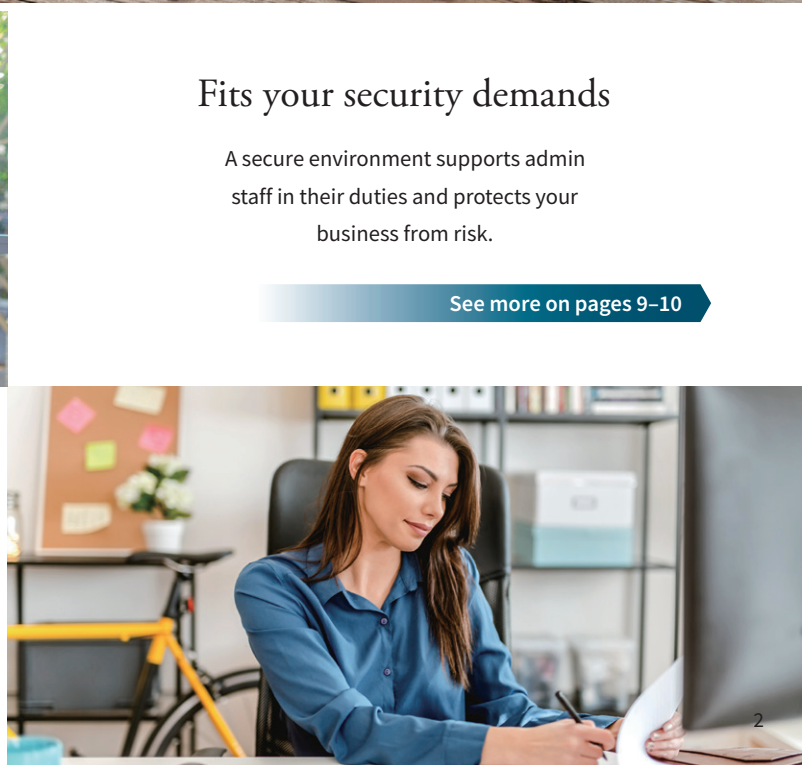 Fits your security demands
A secure environment supports admin
staff in their duties and protects your
business from risk.
See more on pages 9–10
2